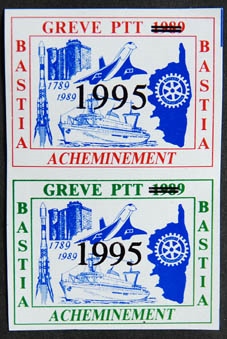 GREVE PTT 1989
BASTIA
1789
1989
1995
BASTIA
ACHEMINEMENT
GREVE PTT 1989
BASTIA
1789
1989
1995
BASTIA
ACHEMINEMENT